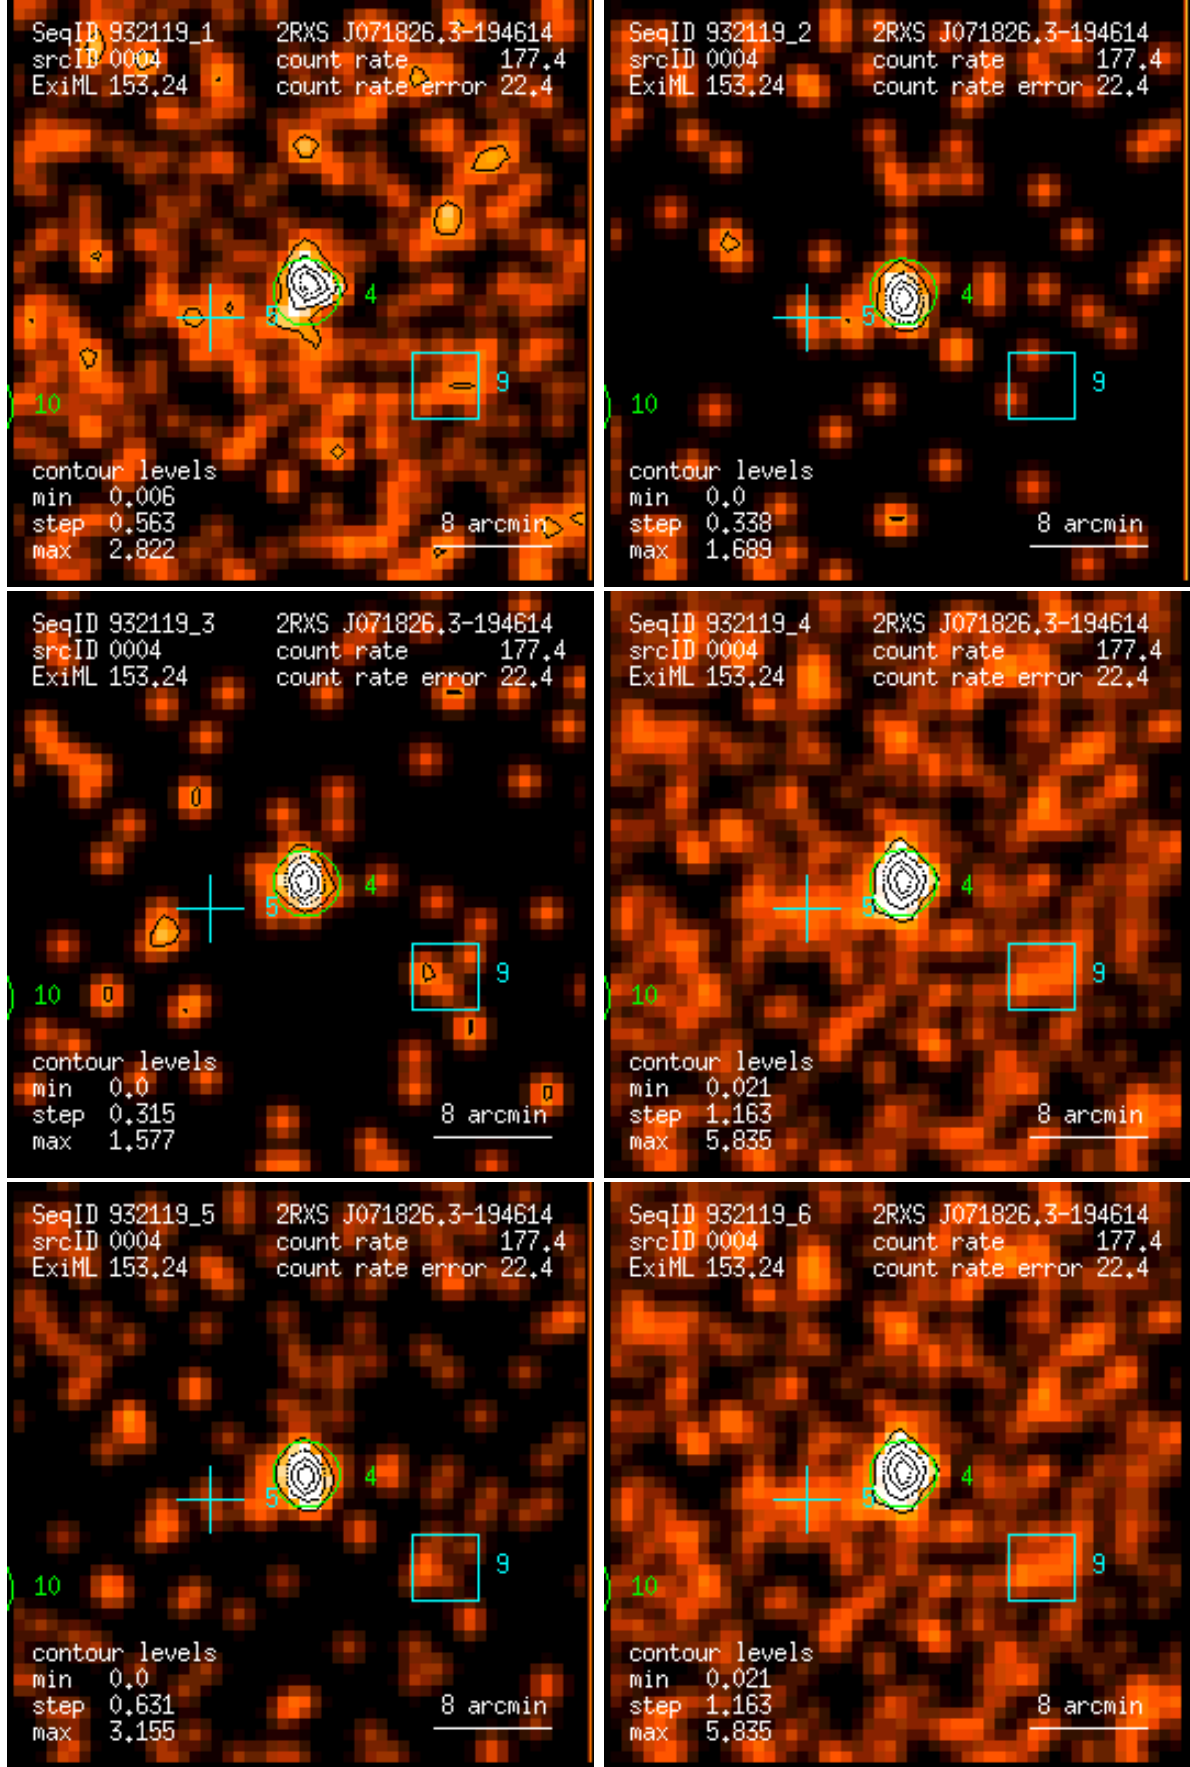 SeqID 932119_1 2RXS J071826.3-194614
srcID 0004 count rate 177.4
ExiML 153.24 count rate error 22.4
4
5
9
10
contour levels
min 0.006
step 0.563
max 2.822
8 arcmin
SeqID 932119_2 2RXS J071826.3-194614
srcID 0004 count rate 177.4
ExiML 153.24 count rate error 22.4
4
5
9
10
contour levels
min 0.0
step 0.338
max 1.689
8 arcmin
SeqID 932119_3 2RXS J071826.3-194614
srcID 0004 count rate 177.4
ExiML 153.24 count rate error 22.4
4
5
9
10
contour levels
min 0.0
step 0.315
max 1.577
8 arcmin
SeqID 932119_4 2RXS J071826.3-194614
srcID 0004 count rate 177.4
ExiML 153.24 count rate error 22.4
4
5
9
10
contour levels
min 0.021
step 1.163
max 5.835
8 arcmin
SeqID 932119_5 2RXS J071826.3-194614
srcID 0004 count rate 177.4
ExiML 153.24 count rate error 22.4
4
5
9
10
contour levels
min 0.0
step 0.631
max 3.155
8 arcmin
SeqID 932119_6 2RXS J071826.3-194614
srcID 0004 count rate 177.4
ExiML 153.24 count rate error 22.4
4
5
9
10
contour levels
min 0.021
step 1.163
max 5.835
8 arcmin